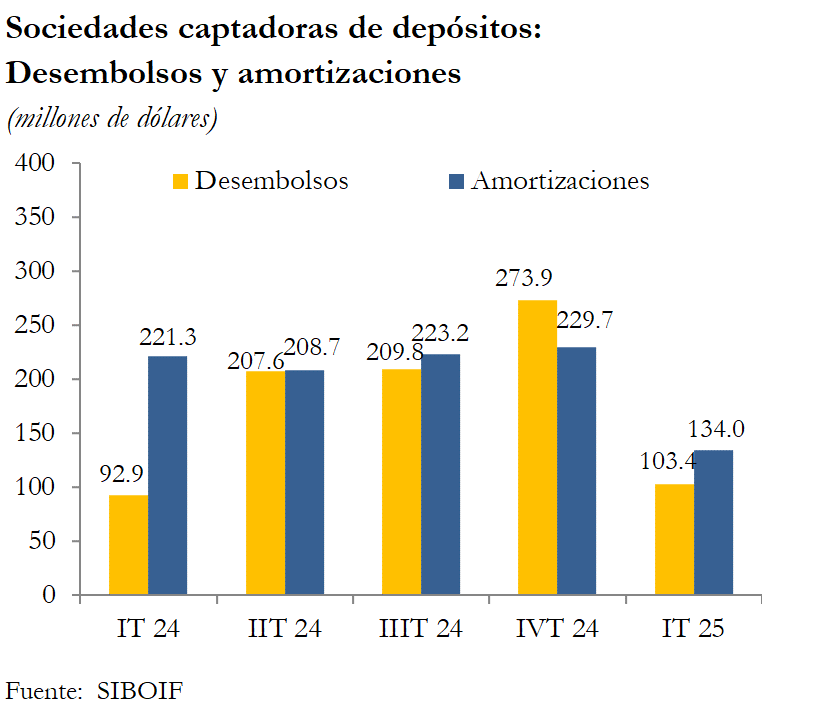 Sociedades captadoras de depósitos:
Desembolsos y amortizaciones
(millones de dólares)
400
Desembolsos Amortizaciones
350
300
273.9
250
221.3 207.6 208.7 209.8 223.2 229.7
200
150
134.0
103.4
100
92.9
50
0
IT 24 IIT 24 IIIT 24 IVT 24 IT 25
Fuente: SIBOIF